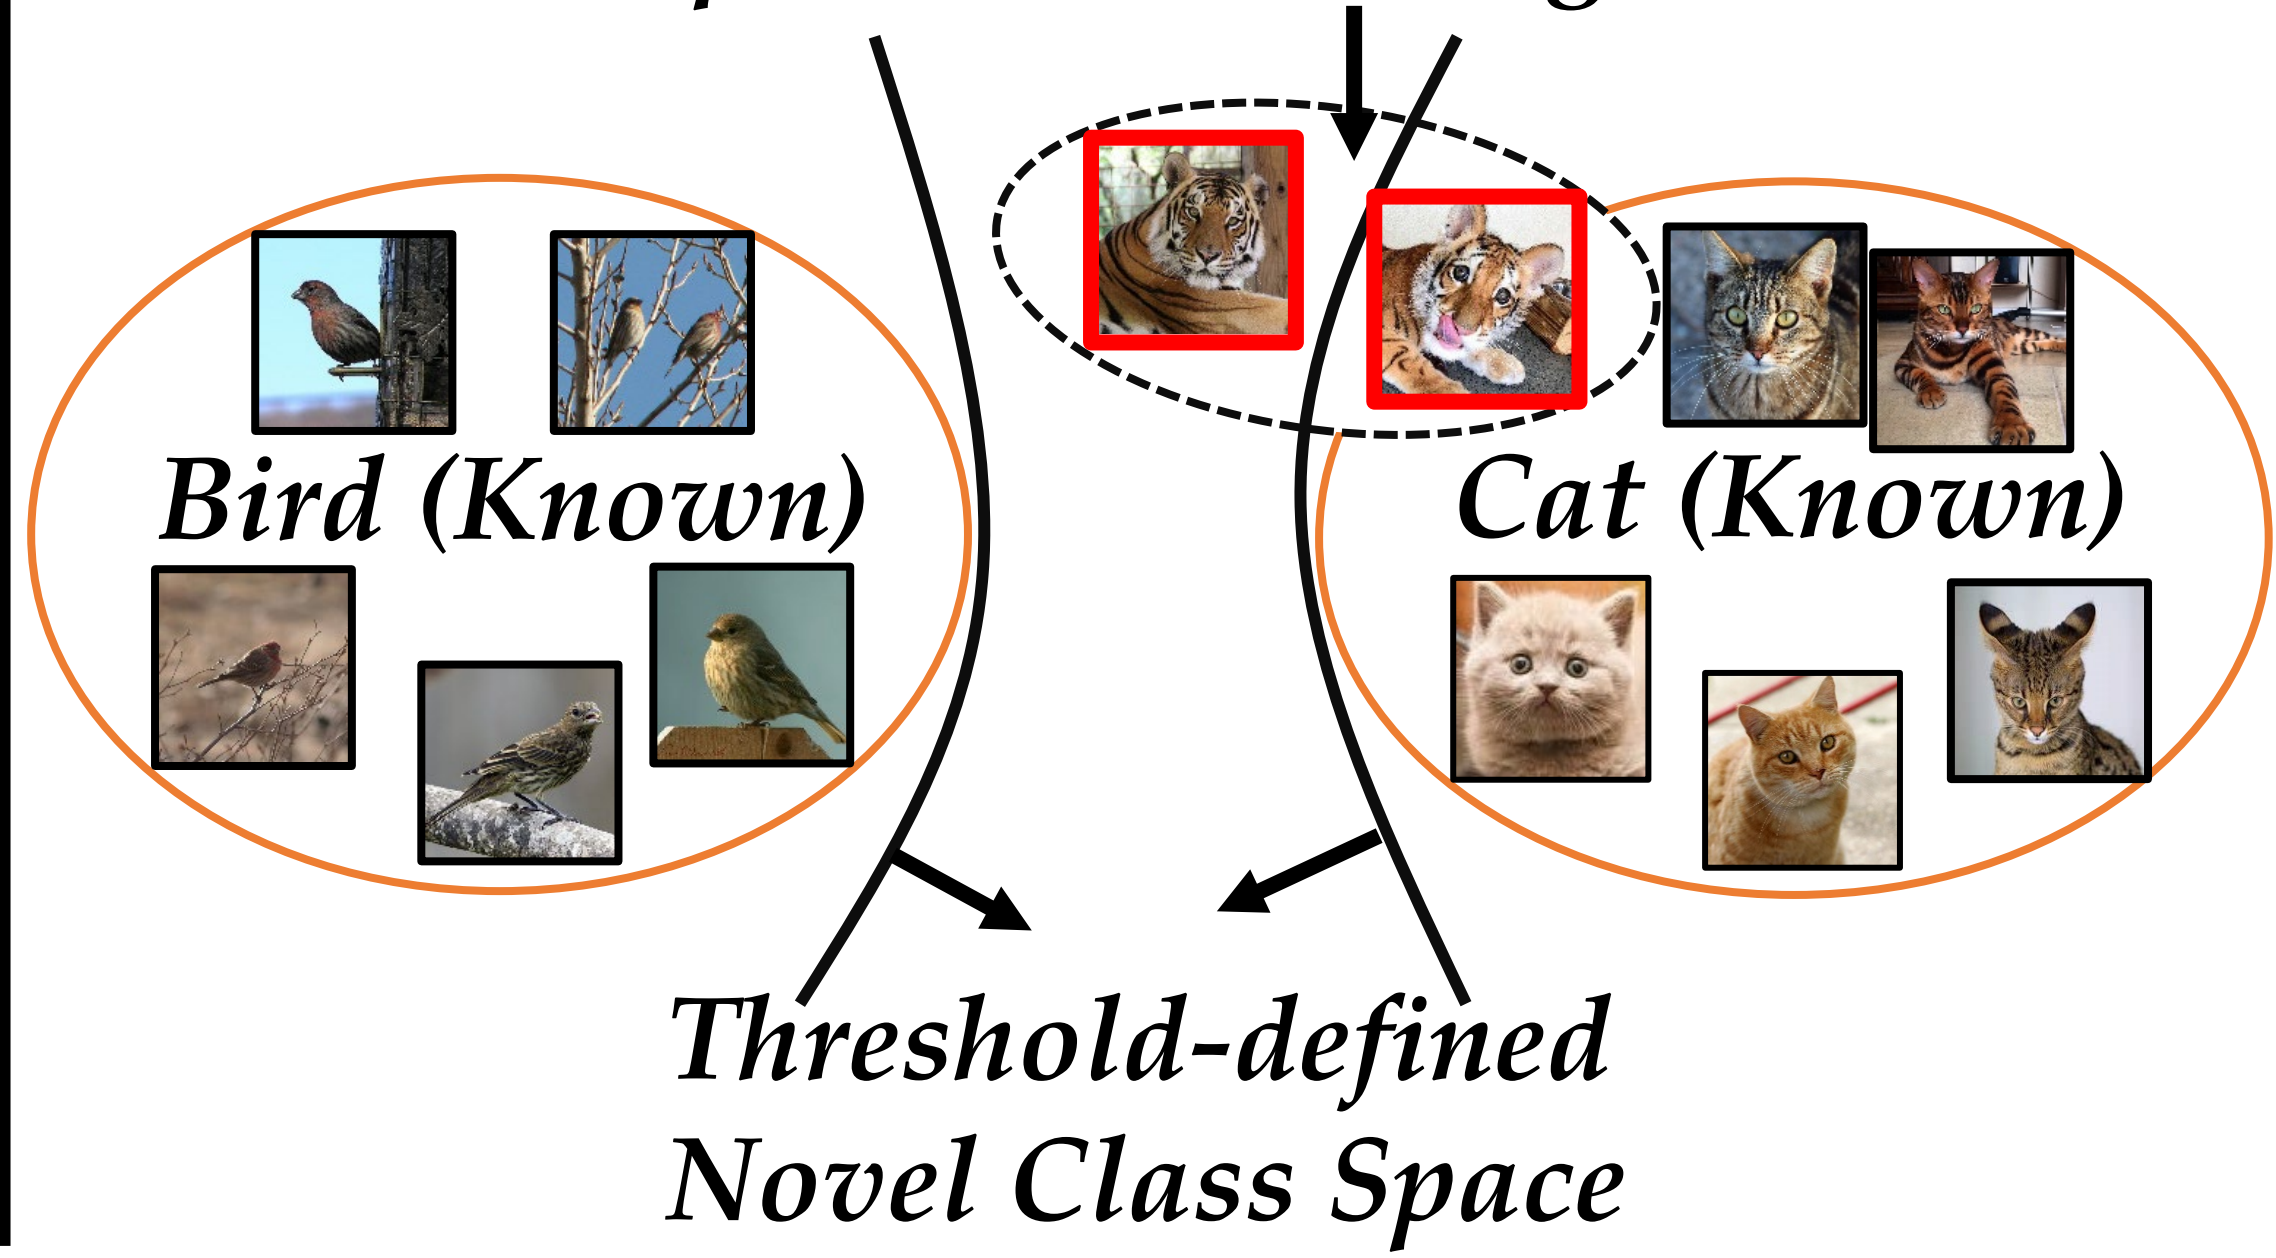 Bird (Known)
Cat (Known)
Threshold-defined
Novel Class Space